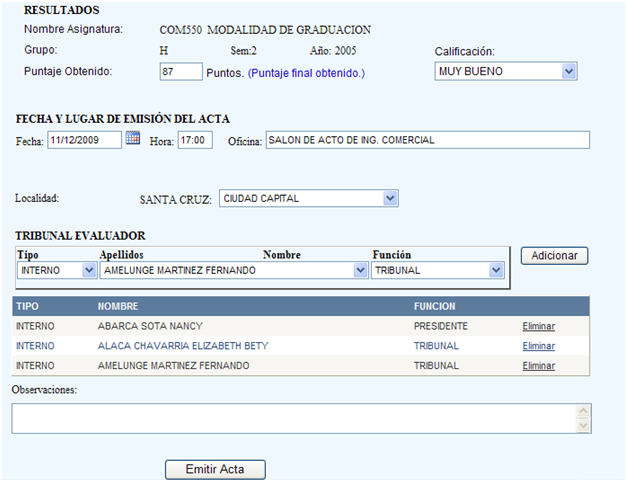 RESULTADOS
Nombre Asignatura: COM550 MODALIDAD DE GRADUACION
Grupo: H Sem:2 Año: 2005 Calificación:
Puntaje Obtenido: 87 Puntos. (Puntaje final obtenido.) MUY BUENO
FECHA Y LUGAR DE EMISIÓN DEL ACTA
Fecha: 11/12/2009 Hora: 17:00 Oficina: SALON DE ACTO DE ING. COMERCIAL
Localidad: SANTA CRUZ: CIUDAD CAPITAL
TRIBUNAL EVALUADOR
Tipo Apellidos Nombre Función
INTERNO AMELUNGE MARTINEZ FERNANDO TRIBUNAL Adicionar
TIPO NOMBRE FUNCION
INTERNO ABARCA SOTA NANCY PRESIDENTE Eliminar
INTERNO ALACA CHAVARRIA ELIZABETH BETY TRIBUNAL Eliminar
INTERNO AMELUNGE MARTINEZ FERNANDO TRIBUNAL Eliminar
Observaciones:
Emitir Acta